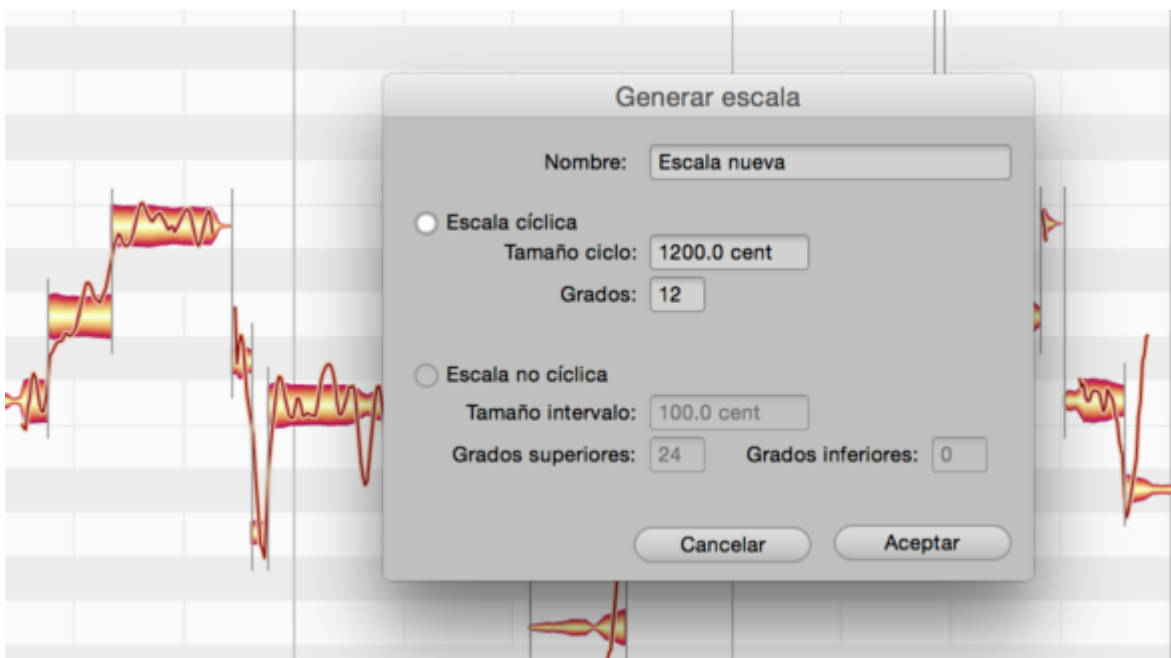 Generar escala
Nombre: Escala nueva
Escala cíclica
Tamaño ciclo: 1200.0 cent
Grados: 12
Escala no cíclica
Tamaño intervalo: 100.0 cent
Grados superiores: 24 Grados inferiores: 0
Cancelar Aceptar